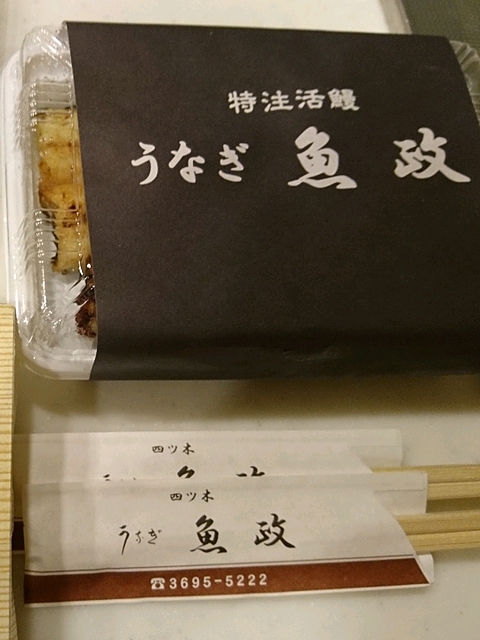 特注活鰻
うなぎ 魚政
四ツ木
四ツ木
うなぎ 魚政
☎3695-5222